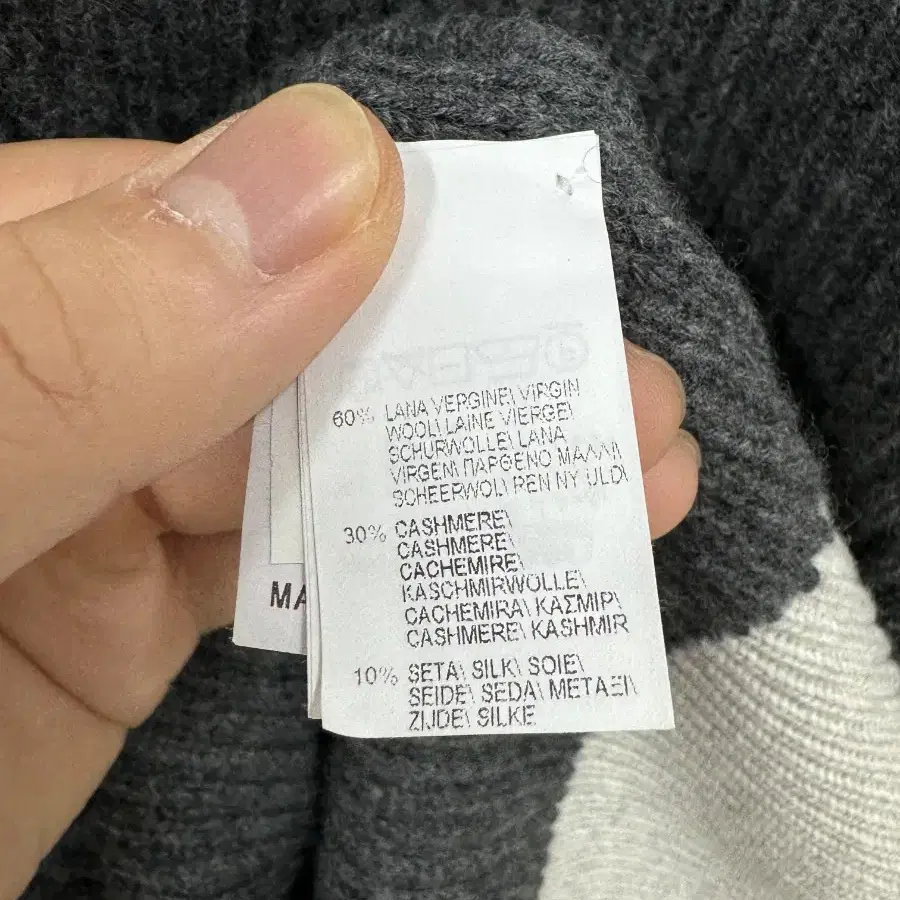 60% LANA VERGINE\ VIRGIN
WOOL\ LAINE VIERGE\
SCHURWOLLE\ LANA
VIRGEN\ ΠΑΡΘΕΝΟ ΜΑΛΛΙ\
SCHEERWOL\ REN NY ULD\
30% CASHMERE\
CASHMERE\
CACHEMIRE\
KASCHMIRWOLLE\
CACHEMIRA\ ΚΑΣΜΙΡ\
CASHMERE\ KASHMIR
10% SETA\ SILK\ SOIE\
SEIDE\ SEDA\ ΜΕΤΑΞΙ\
ZIJDE\ SILKE
MA